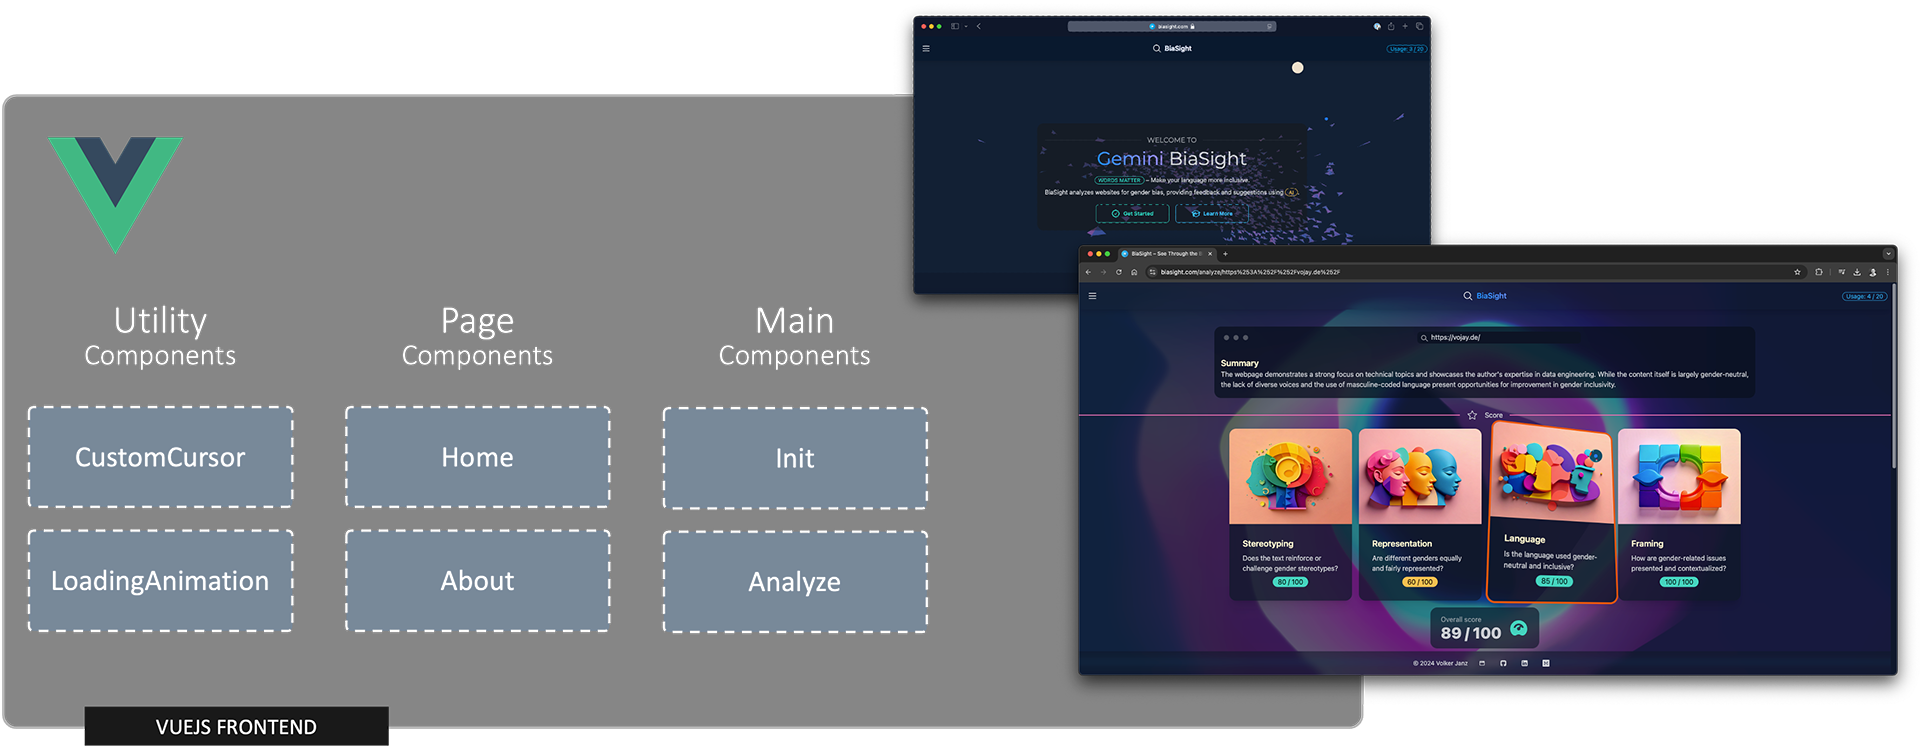 Utility
Components
CustomCursor
LoadingAnimation
Page
Components
Home
About
Main
Components
Init
Analyze
VUEJS FRONTEND
biasight.com
BiaSight
Usage: 3 / 20
WELCOME TO
Gemini BiaSight
WORDS MATTER – Make your language more inclusive.
BiaSight analyzes websites for gender bias, providing feedback and suggestions using AI.
Get Started
Learn More
BiaSight – See Through the B
biasight.com/analyze/https%253A%252F%252Fvojay.de%252F
BiaSight
Usage: 4 / 20
https://vojay.de/
Summary
The webpage demonstrates a strong focus on technical topics and showcases the author's expertise in data engineering. While the content itself is largely gender-neutral,
the lack of diverse voices and the use of masculine-coded language present opportunities for improvement in gender inclusivity.
Score
Stereotyping
Does the text reinforce or
challenge gender stereotypes?
80 / 100
Representation
Are different genders equally
and fairly represented?
60 / 100
Language
Is the language used gender-
neutral and inclusive?
85 / 100
Framing
How are gender-related issues
presented and contextualized?
100 / 100
Overall score
89 / 100
© 2024 Volker Janz